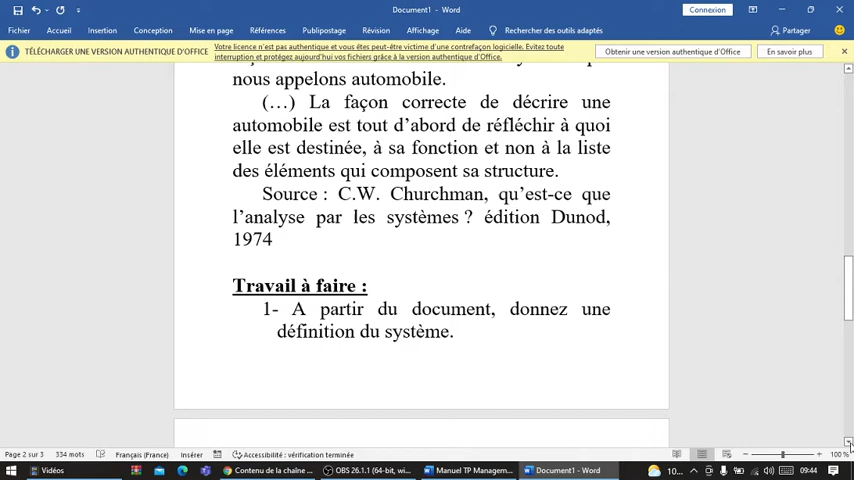 Document1 - Word
Connexion
Fichier Accueil Insertion Conception Mise en page Références Publipostage Révision Affichage Aide Rechercher des outils adaptés Partager
TÉLÉCHARGER UNE VERSION AUTHENTIQUE D'OFFICE
Votre licence n'est pas authentique et vous êtes peut-être victime d'une contrefaçon logicielle. Evitez toute
interruption et protégez aujourd'hui vos fichiers grâce à la version authentique d'Office.
Obtenir une version authentique d'Office
En savoir plus
nous appelons automobile.
(…) La façon correcte de décrire une
automobile est tout d'abord de réfléchir à quoi
elle est destinée, à sa fonction et non à la liste
des éléments qui composent sa structure.
Source : C.W. Churchman, qu'est-ce que
l'analyse par les systèmes ? édition Dunod,
1974
Travail à faire :
1- A partir du document, donnez une
définition du système.
Page 2 sur 3 334 mots Français (France) Insérer Accessibilité : vérification terminée 100 %
Vidéos Contenu de la chaîne ... OBS 26.1.1 (64-bit, wi... Manuel TP Managem... Document1 - Word 10... 09:44